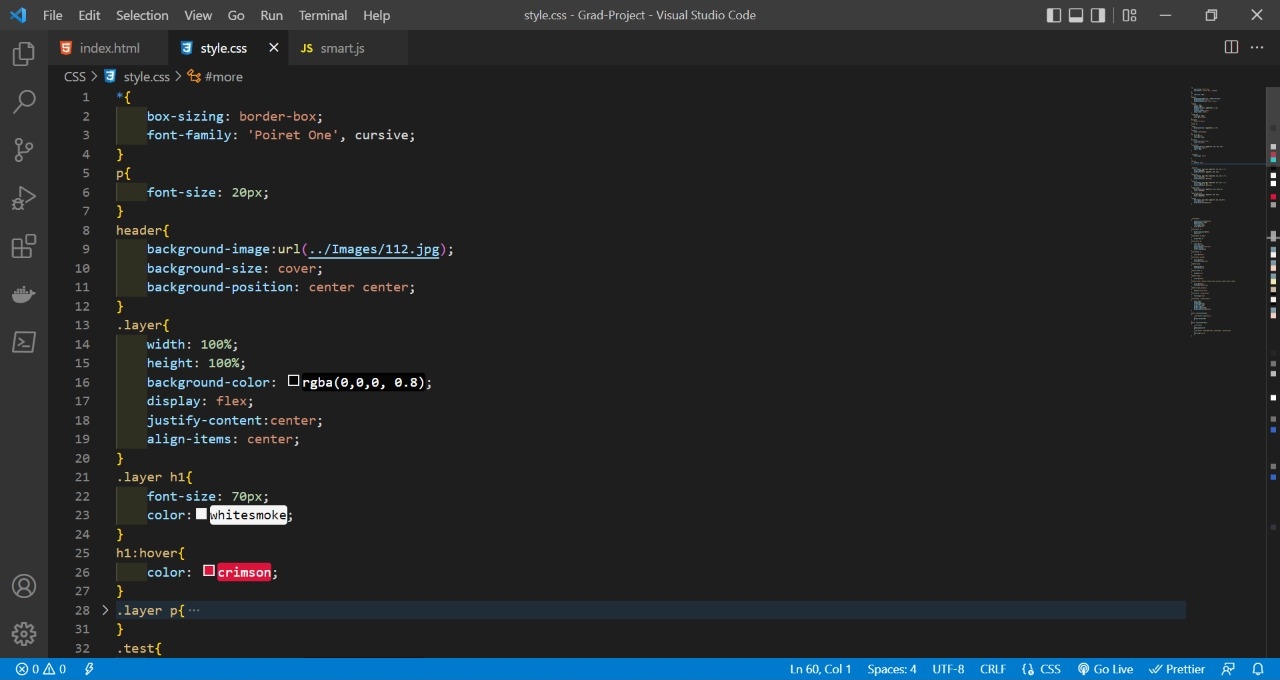 File Edit Selection View Go Run Terminal Help style.css - Grad-Project - Visual Studio Code
index.html style.css JS smart.js
CSS > style.css > #more
1 *{
2 box-sizing: border-box;
3 font-family: 'Poiret One', cursive;
4 }
5 p{
6 font-size: 20px;
7 }
8 header{
9 background-image:url(../Images/112.jpg);
10 background-size: cover;
11 background-position: center center;
12 }
13 .layer{
14 width: 100%;
15 height: 100%;
16 background-color: rgba(0,0,0, 0.8);
17 display: flex;
18 justify-content:center;
19 align-items: center;
20 }
21 .layer h1{
22 font-size: 70px;
23 color: whitesmoke;
24 }
25 h1:hover{
26 color: crimson;
27 }
28 .layer p{ ···
31 }
32 .test{
0 0 Ln 60, Col 1 Spaces: 4 UTF-8 CRLF CSS Go Live Prettier